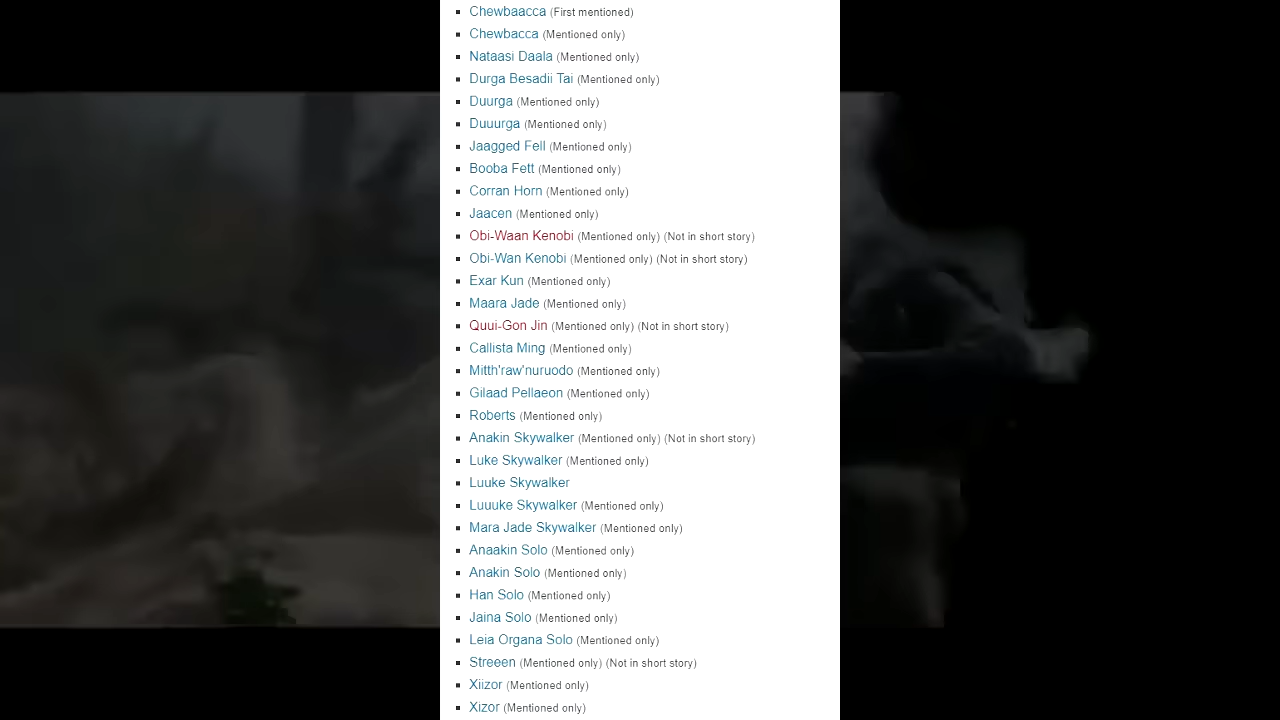 Chewbaacca (First mentioned)
Chewbacca (Mentioned only)
Nataasi Daala (Mentioned only)
Durga Besadii Tai (Mentioned only)
Duurga (Mentioned only)
Duuurga (Mentioned only)
Jaagged Fell (Mentioned only)
Booba Fett (Mentioned only)
Corran Horn (Mentioned only)
Jaacen (Mentioned only)
Obi-Waan Kenobi (Mentioned only) (Not in short story)
Obi-Wan Kenobi (Mentioned only) (Not in short story)
Exar Kun (Mentioned only)
Maara Jade (Mentioned only)
Quui-Gon Jin (Mentioned only) (Not in short story)
Callista Ming (Mentioned only)
Mitth'raw'nuruodo (Mentioned only)
Gilaad Pellaeon (Mentioned only)
Roberts (Mentioned only)
Anakin Skywalker (Mentioned only) (Not in short story)
Luke Skywalker (Mentioned only)
Luuke Skywalker
Luuuke Skywalker (Mentioned only)
Mara Jade Skywalker (Mentioned only)
Anaakin Solo (Mentioned only)
Anakin Solo (Mentioned only)
Han Solo (Mentioned only)
Jaina Solo (Mentioned only)
Leia Organa Solo (Mentioned only)
Streeen (Mentioned only) (Not in short story)
Xiizor (Mentioned only)
Xizor (Mentioned only)